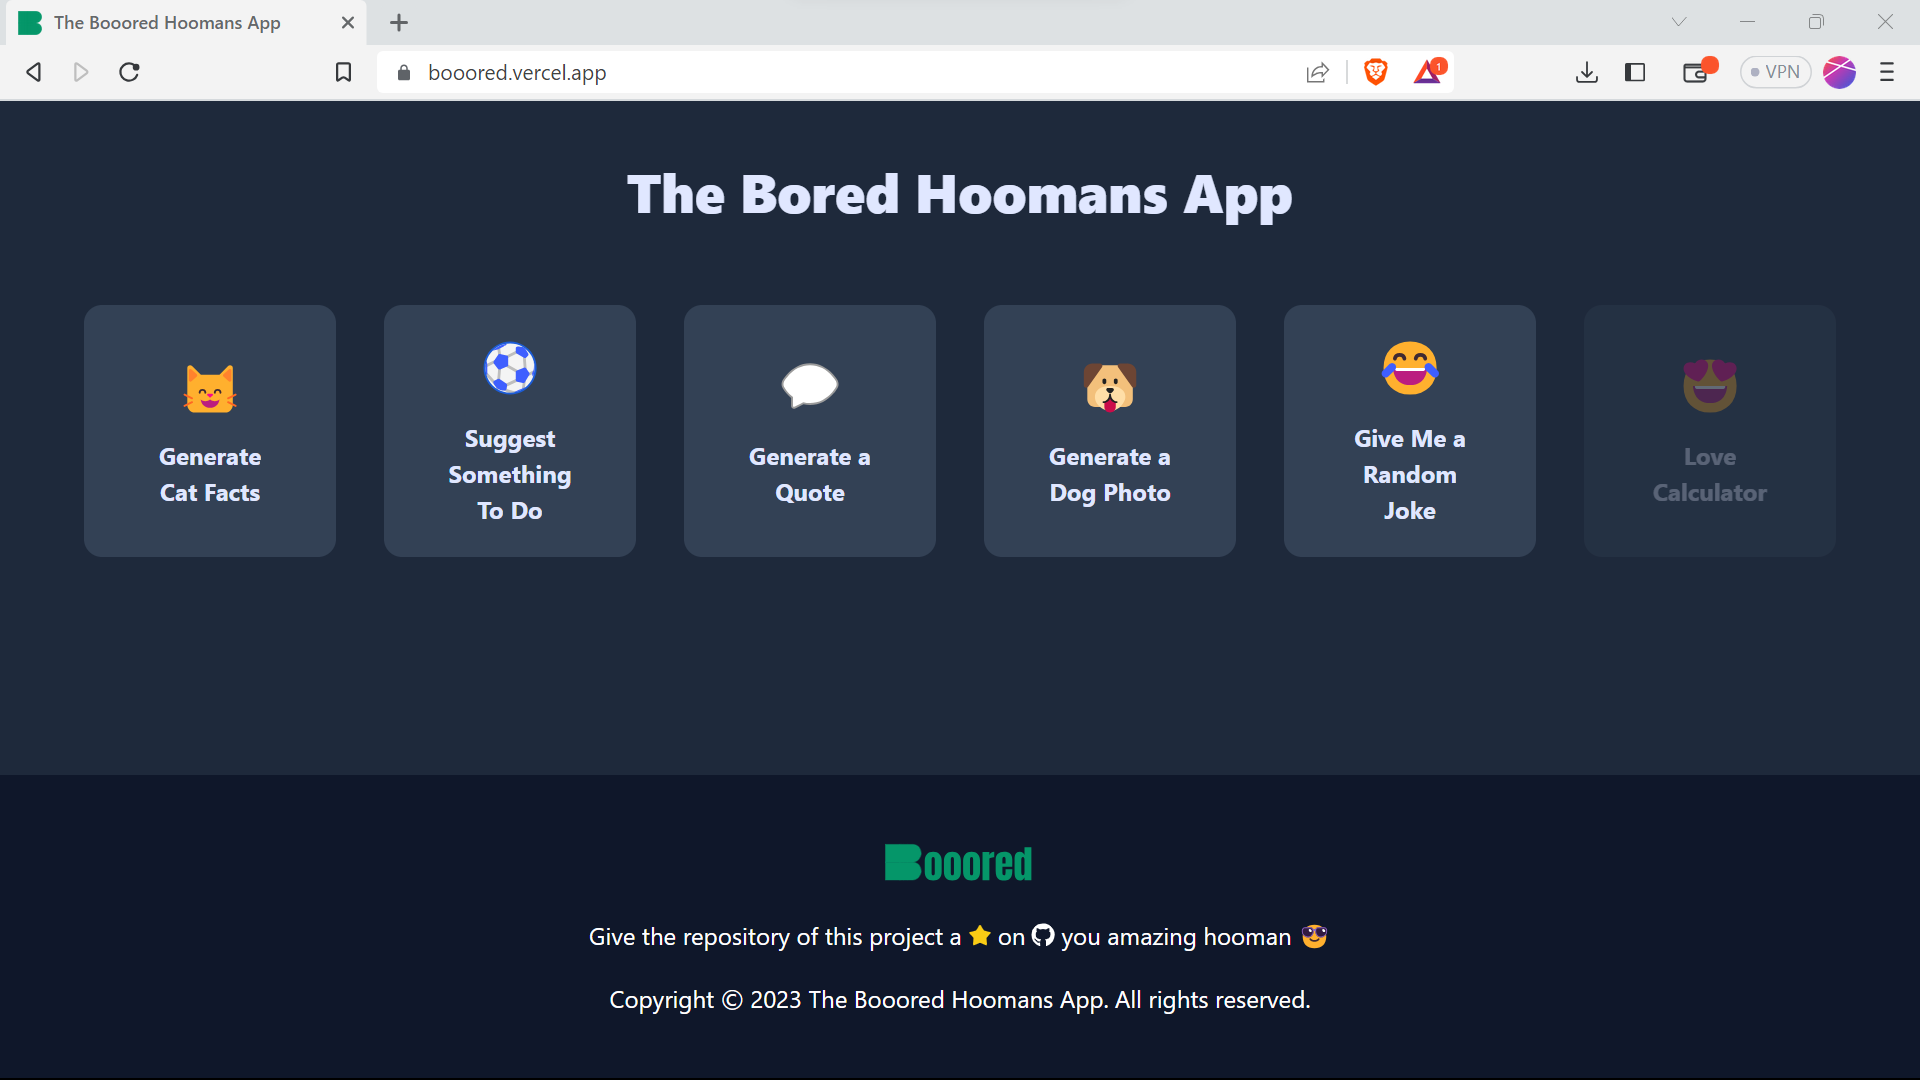 The Booored Hoomans App
booored.vercel.app
1
VPN
The Bored Hoomans App
Generate
Cat Facts
Suggest
Something
To Do
Generate a
Quote
Generate a
Dog Photo
Give Me a
Random
Joke
Love
Calculator
Booored
Give the repository of this project a ⭐ on you amazing hooman 😎
Copyright © 2023 The Booored Hoomans App. All rights reserved.